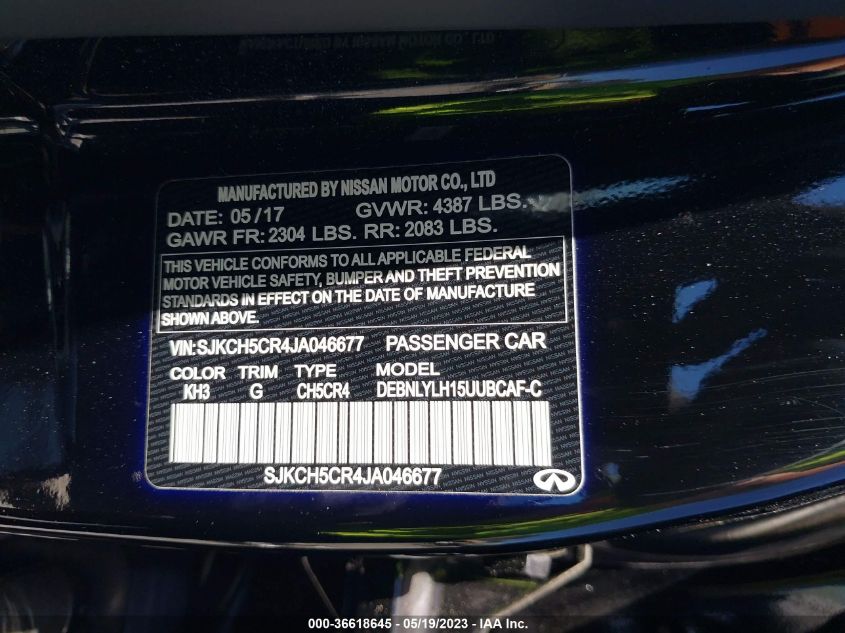 MANUFACTURED BY NISSAN MOTOR CO., LTD
DATE: 05/17 GVWR: 4387 LBS.
GAWR FR: 2304 LBS. RR: 2083 LBS.
THIS VEHICLE CONFORMS TO ALL APPLICABLE FEDERAL
MOTOR VEHICLE SAFETY, BUMPER AND THEFT PREVENTION
STANDARDS IN EFFECT ON THE DATE OF MANUFACTURE
SHOWN ABOVE.
VIN: SJKCH5CR4JA046677 PASSENGER CAR
COLOR TRIM TYPE MODEL
KH3 G CH5CR4 DEBNLYLH15UUBCAF-C
SJKCH5CR4JA046677
000-36618645 - 05/19/2023 - IAA Inc.